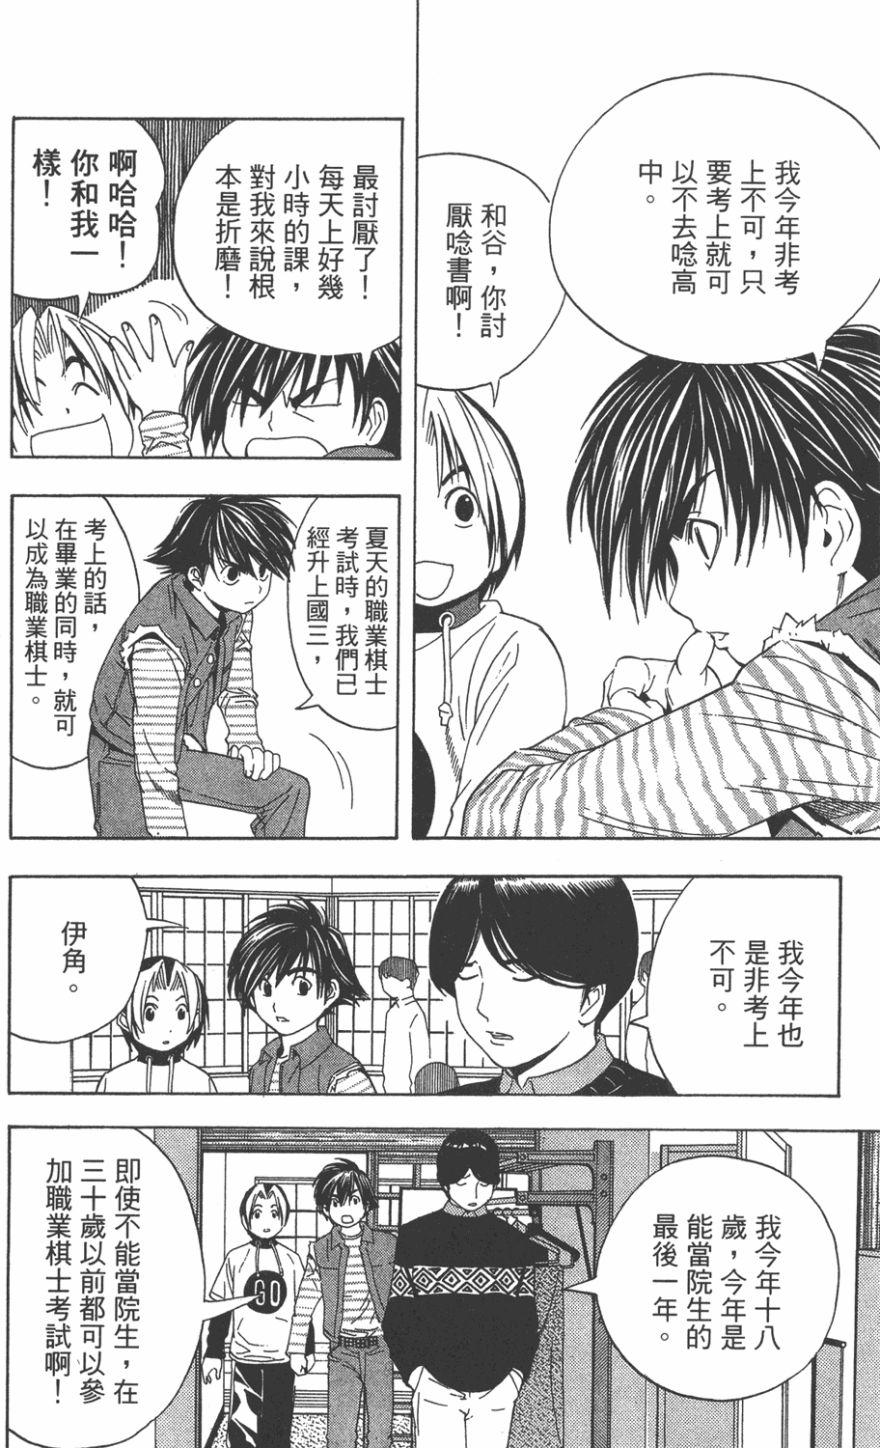 我今年非考
上不可，只
要考上就可
以不去唸高
中。
和谷，你討
厭唸書啊！
最討厭了！
每天上好幾
小時的課，
對我來說根
本是折磨！
啊哈哈！
你和我一
樣！
夏天的職業棋士
考試時，我們已
經升上國三，
考上的話，
在畢業的同時，就可
以成為職業棋士。
我今年也
是非考上
不可。
伊角。
我今年十八
歲，今年是
能當院生的
最後一年。
即使不能當院生，在
三十歲以前都可以參
加職業棋士考試啊！
GO